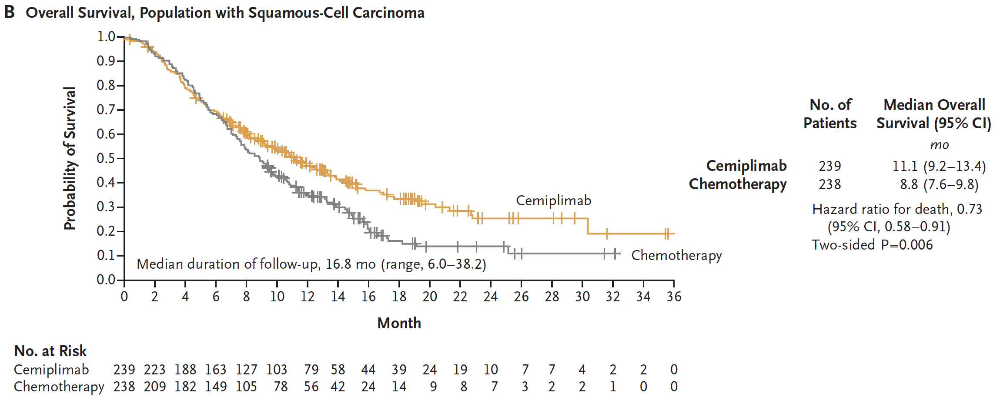 B Overall Survival, Population with Squamous-Cell Carcinoma
1.0
0.9
0.8
0.7
0.6
0.5
0.4
0.3
0.2
0.1
0.0
Probability of Survival
Cemiplimab
Chemotherapy
Median duration of follow-up, 16.8 mo (range, 6.0–38.2)
0 2 4 6 8 10 12 14 16 18 20 22 24 26 28 30 32 34 36
Month
No. of Patients
Median Overall Survival (95% CI)
mo
Cemiplimab 239 11.1 (9.2–13.4)
Chemotherapy 238 8.8 (7.6–9.8)
Hazard ratio for death, 0.73
(95% CI, 0.58–0.91)
Two-sided P=0.006
No. at Risk
Cemiplimab 239 223 188 163 127 103 79 58 44 39 24 19 10 7 7 4 2 2 0
Chemotherapy 238 209 182 149 105 78 56 42 24 14 9 8 7 3 2 2 1 0 0